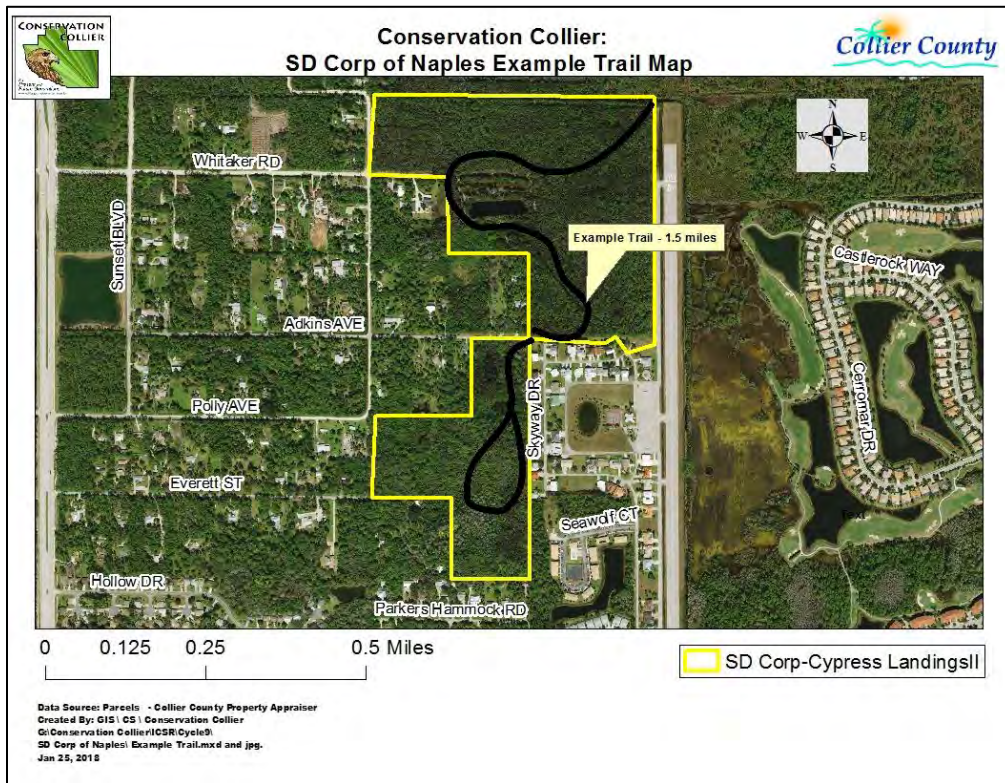 CONSERVATION
COLLIER
Conservation Collier:
SD Corp of Naples Example Trail Map
Collier County
N
W E
S
Whitaker RD
Sunset BLVD
Example Trail - 1.5 miles
Castlerock WAY
Adkins AVE
Cerromar DR
Polly AVE
Skyway DR
Everett ST
Seawolf CT
Text
Hollow DR
Parkers Hammock RD
0 0.125 0.25 0.5 Miles
SD Corp-Cypress LandingsII
Data Source: Parcels - Collier County Property Appraiser
Created By: GIS \ CS \ Conservation Collier
G:\Conservation Collier\ICSR\Cycle9\
SD Corp of Naples\ Example Trail.mxd and jpg.
Jan 25, 2018